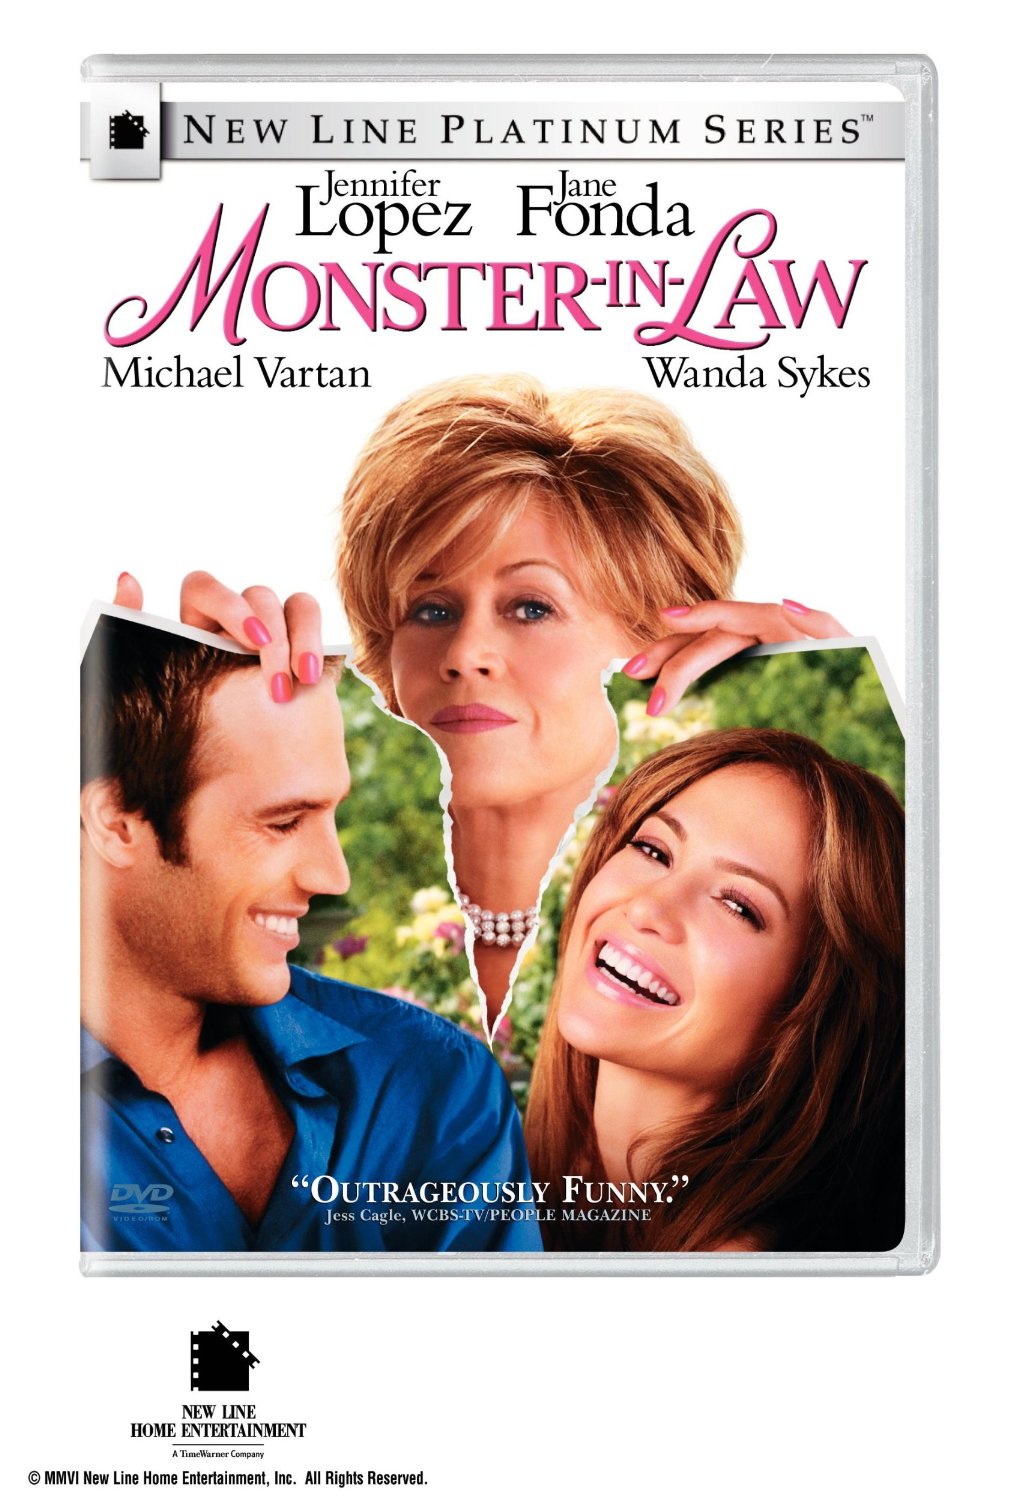 NEW LINE PLATINUM SERIES™
Jennifer Lopez Jane Fonda
MONSTER-IN-LAW
Michael Vartan Wanda Sykes
DVD
VIDEO/ROM
“OUTRAGEOUSLY FUNNY.”
Jess Cagle, WCBS-TV/PEOPLE MAGAZINE
NEW LINE
HOME ENTERTAINMENT
A TimeWarner Company
© MMVI New Line Home Entertainment, Inc. All Rights Reserved.